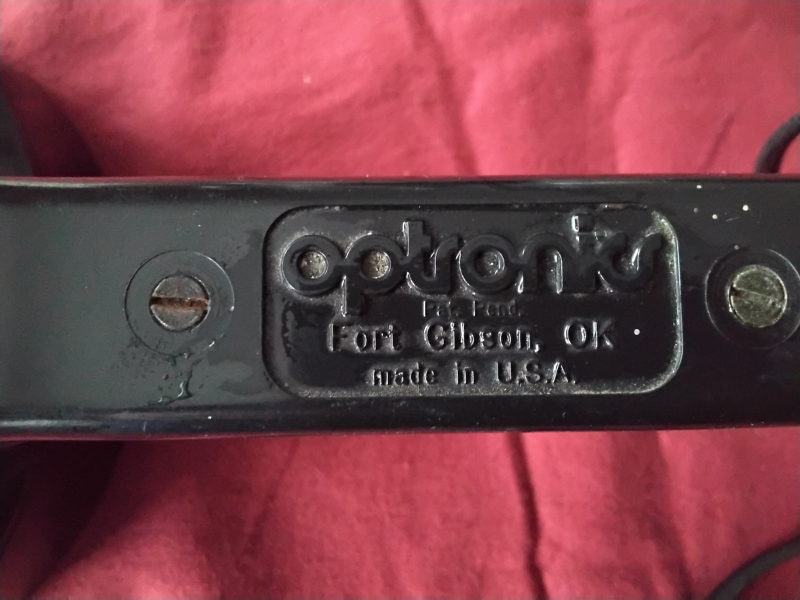 optronics
Pat. Pend.
Fort Gibson, OK
made in U.S.A.